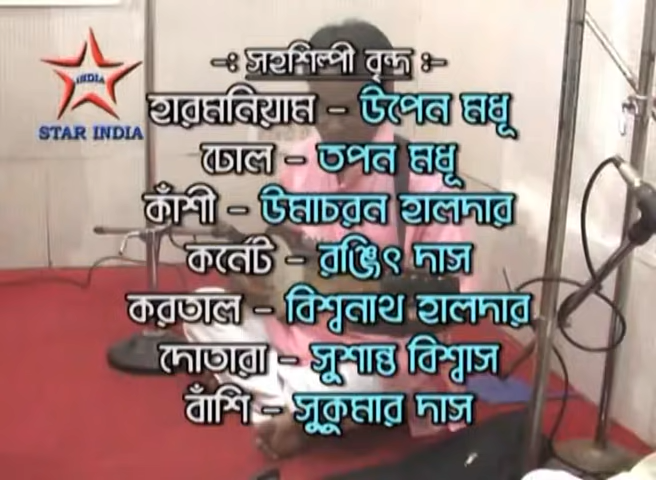 -: সহশিল্পী বৃন্দ :-
INDIA
STAR INDIA
হারমনিয়াম - উপেন মধূ
ঢোল - তপন মধূ
কাঁশী - উমাচরন হালদার
কর্নেট - রঞ্জিৎ দাস
করতাল - বিশ্বনাথ হালদার
দোতারা - সুশান্ত বিশ্বাস
বাঁশি - সুকুমার দাস